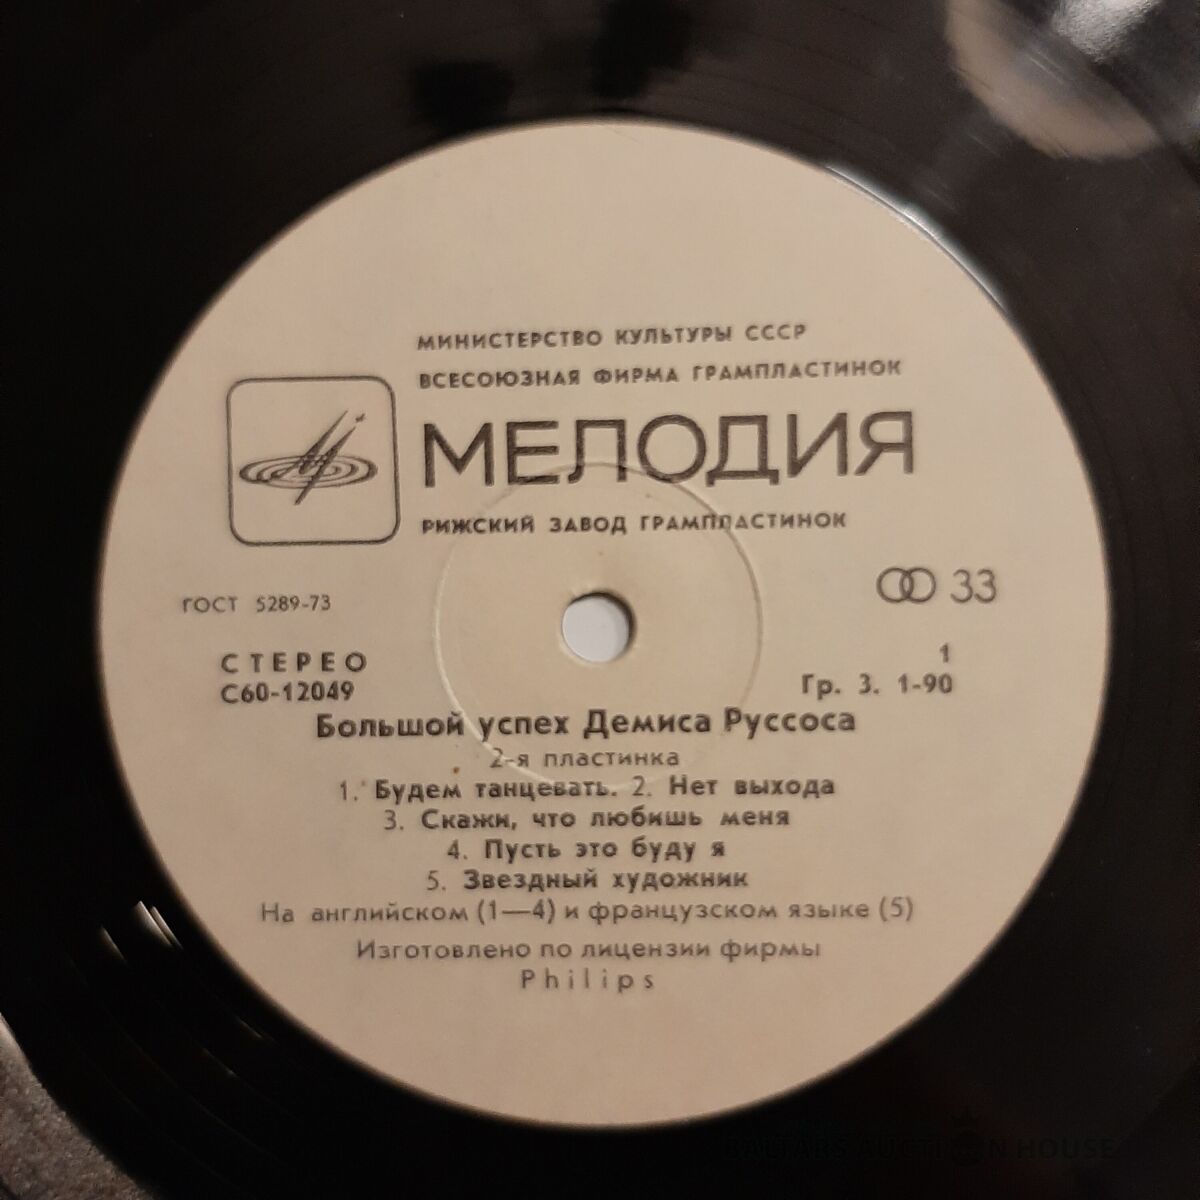 МИНИСТЕРСТВО КУЛЬТУРЫ СССР
ВСЕСОЮЗНАЯ ФИРМА ГРАМПЛАСТИНОК
МЕЛОДИЯ
РИЖСКИЙ ЗАВОД ГРАМПЛАСТИНОК
33
ГОСТ 5289-73
СТЕРЕО
1
С60-12049
Гр. 3. 1-90
Большой успех Демиса Руссоса
2-я пластинка
1. Будем танцевать. 2. Нет выхода
3. Скажи, что любишь меня
4. Пусть это буду я
5. Звездный художник
На английском (1—4) и французском языке (5)
Изготовлено по лицензии фирмы
Philips
BALTARS AUCTION HOUSE